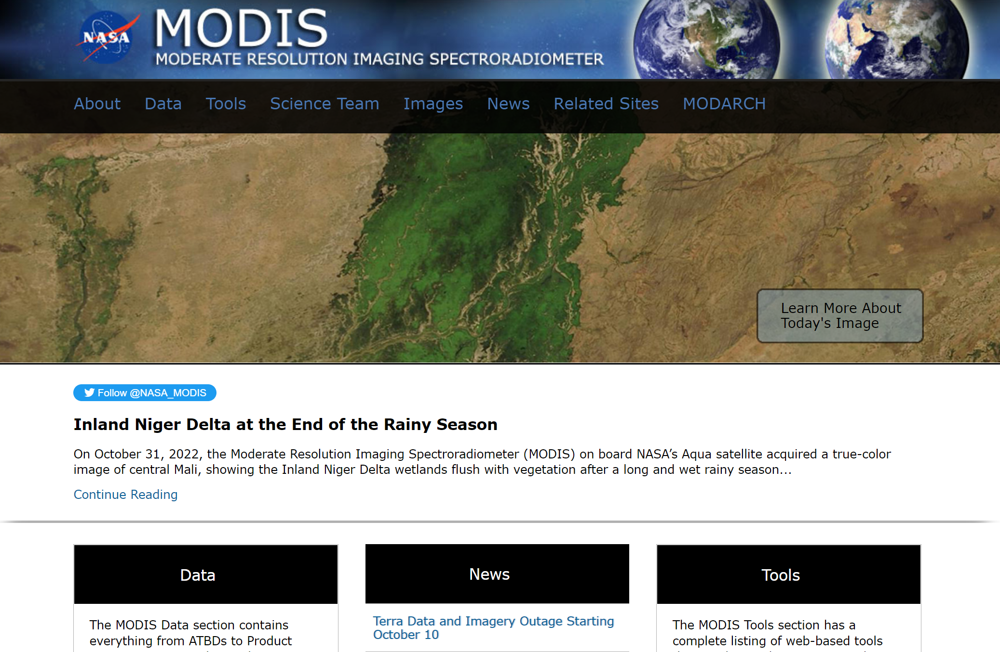 NASA
MODIS
MODERATE RESOLUTION IMAGING SPECTRORADIOMETER
About Data Tools Science Team Images News Related Sites MODARCH
Learn More About
Today's Image
Follow @NASA_MODIS
Inland Niger Delta at the End of the Rainy Season
On October 31, 2022, the Moderate Resolution Imaging Spectroradiometer (MODIS) on board NASA’s Aqua satellite acquired a true-color
image of central Mali, showing the Inland Niger Delta wetlands flush with vegetation after a long and wet rainy season...
Continue Reading
Data
The MODIS Data section contains
everything from ATBDs to Product
News
Terra Data and Imagery Outage Starting
October 10
Tools
The MODIS Tools section has a
complete listing of web-based tools